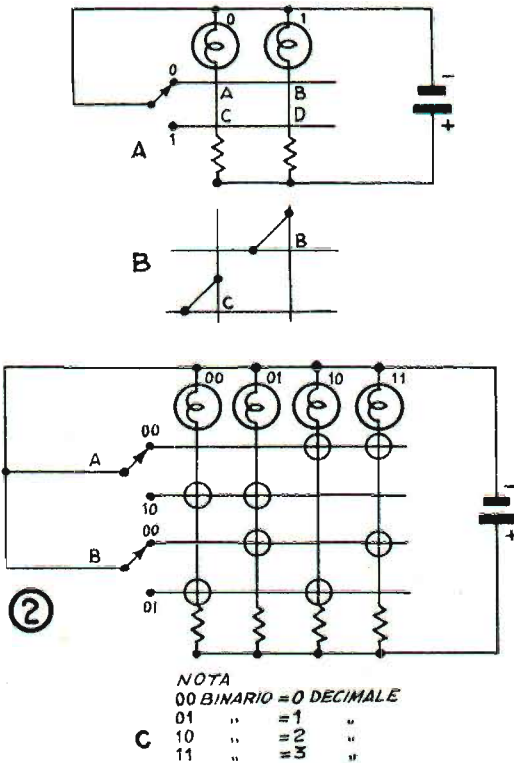 0 1
-
0
A B
C D
+
A 1
B
B
C
00 01 10 11
00
A
-
10
00
+
B
2
01
NOTA
00 BINARIO = 0 DECIMALE
01 " = 1 "
C 10 " = 2 "
11 " = 3 "